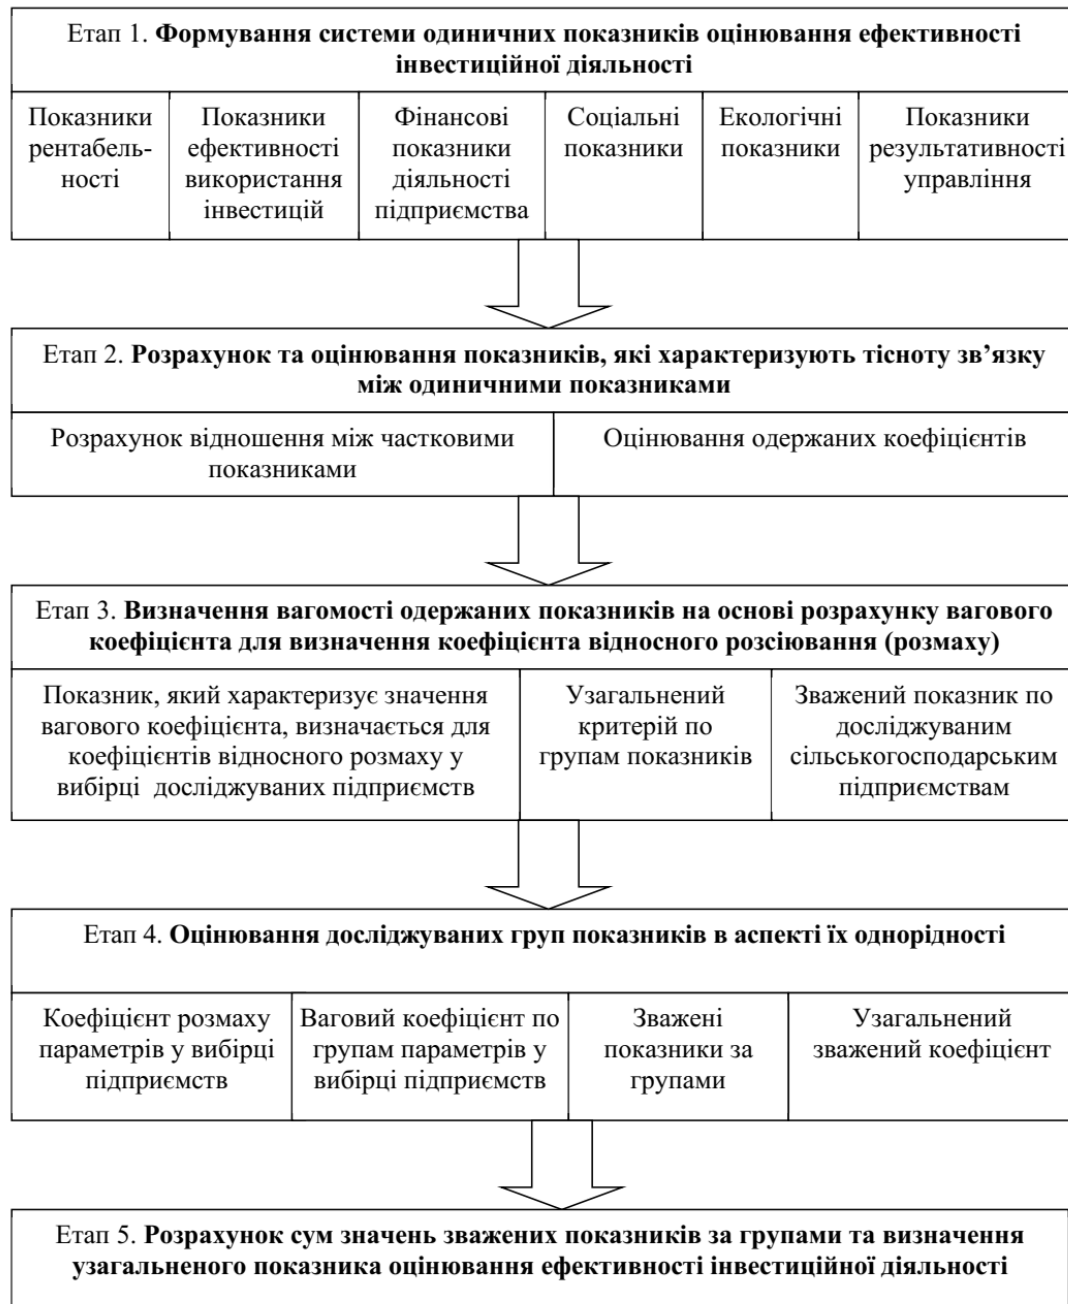 Етап 1. Формування системи одиничних показників оцінювання ефективності
інвестиційної діяльності
Показники
рентабель-
ності
Показники
ефективності
використання
інвестицій
Фінансові
показники
діяльності
підприємства
Соціальні
показники
Екологічні
показники
Показники
результативності
управління
Етап 2. Розрахунок та оцінювання показників, які характеризують тісноту зв’язку
між одиничними показниками
Розрахунок відношення між частковими
показниками
Оцінювання одержаних коефіцієнтів
Етап 3. Визначення вагомості одержаних показників на основі розрахунку вагового
коефіцієнта для визначення коефіцієнта відносного розсіювання (розмаху)
Показник, який характеризує значення
вагового коефіцієнта, визначається для
коефіцієнтів відносного розмаху у
вибірці досліджуваних підприємств
Узагальнений
критерій по
групам показників
Зважений показник по
досліджуваним
сільськогосподарським
підприємствам
Етап 4. Оцінювання досліджуваних груп показників в аспекті їх однорідності
Коефіцієнт розмаху
параметрів у вибірці
підприємств
Ваговий коефіцієнт по
групам параметрів у
вибірці підприємств
Зважені
показники за
групами
Узагальнений
зважений коефіцієнт
Етап 5. Розрахунок сум значень зважених показників за групами та визначення
узагальненого показника оцінювання ефективності інвестиційної діяльності